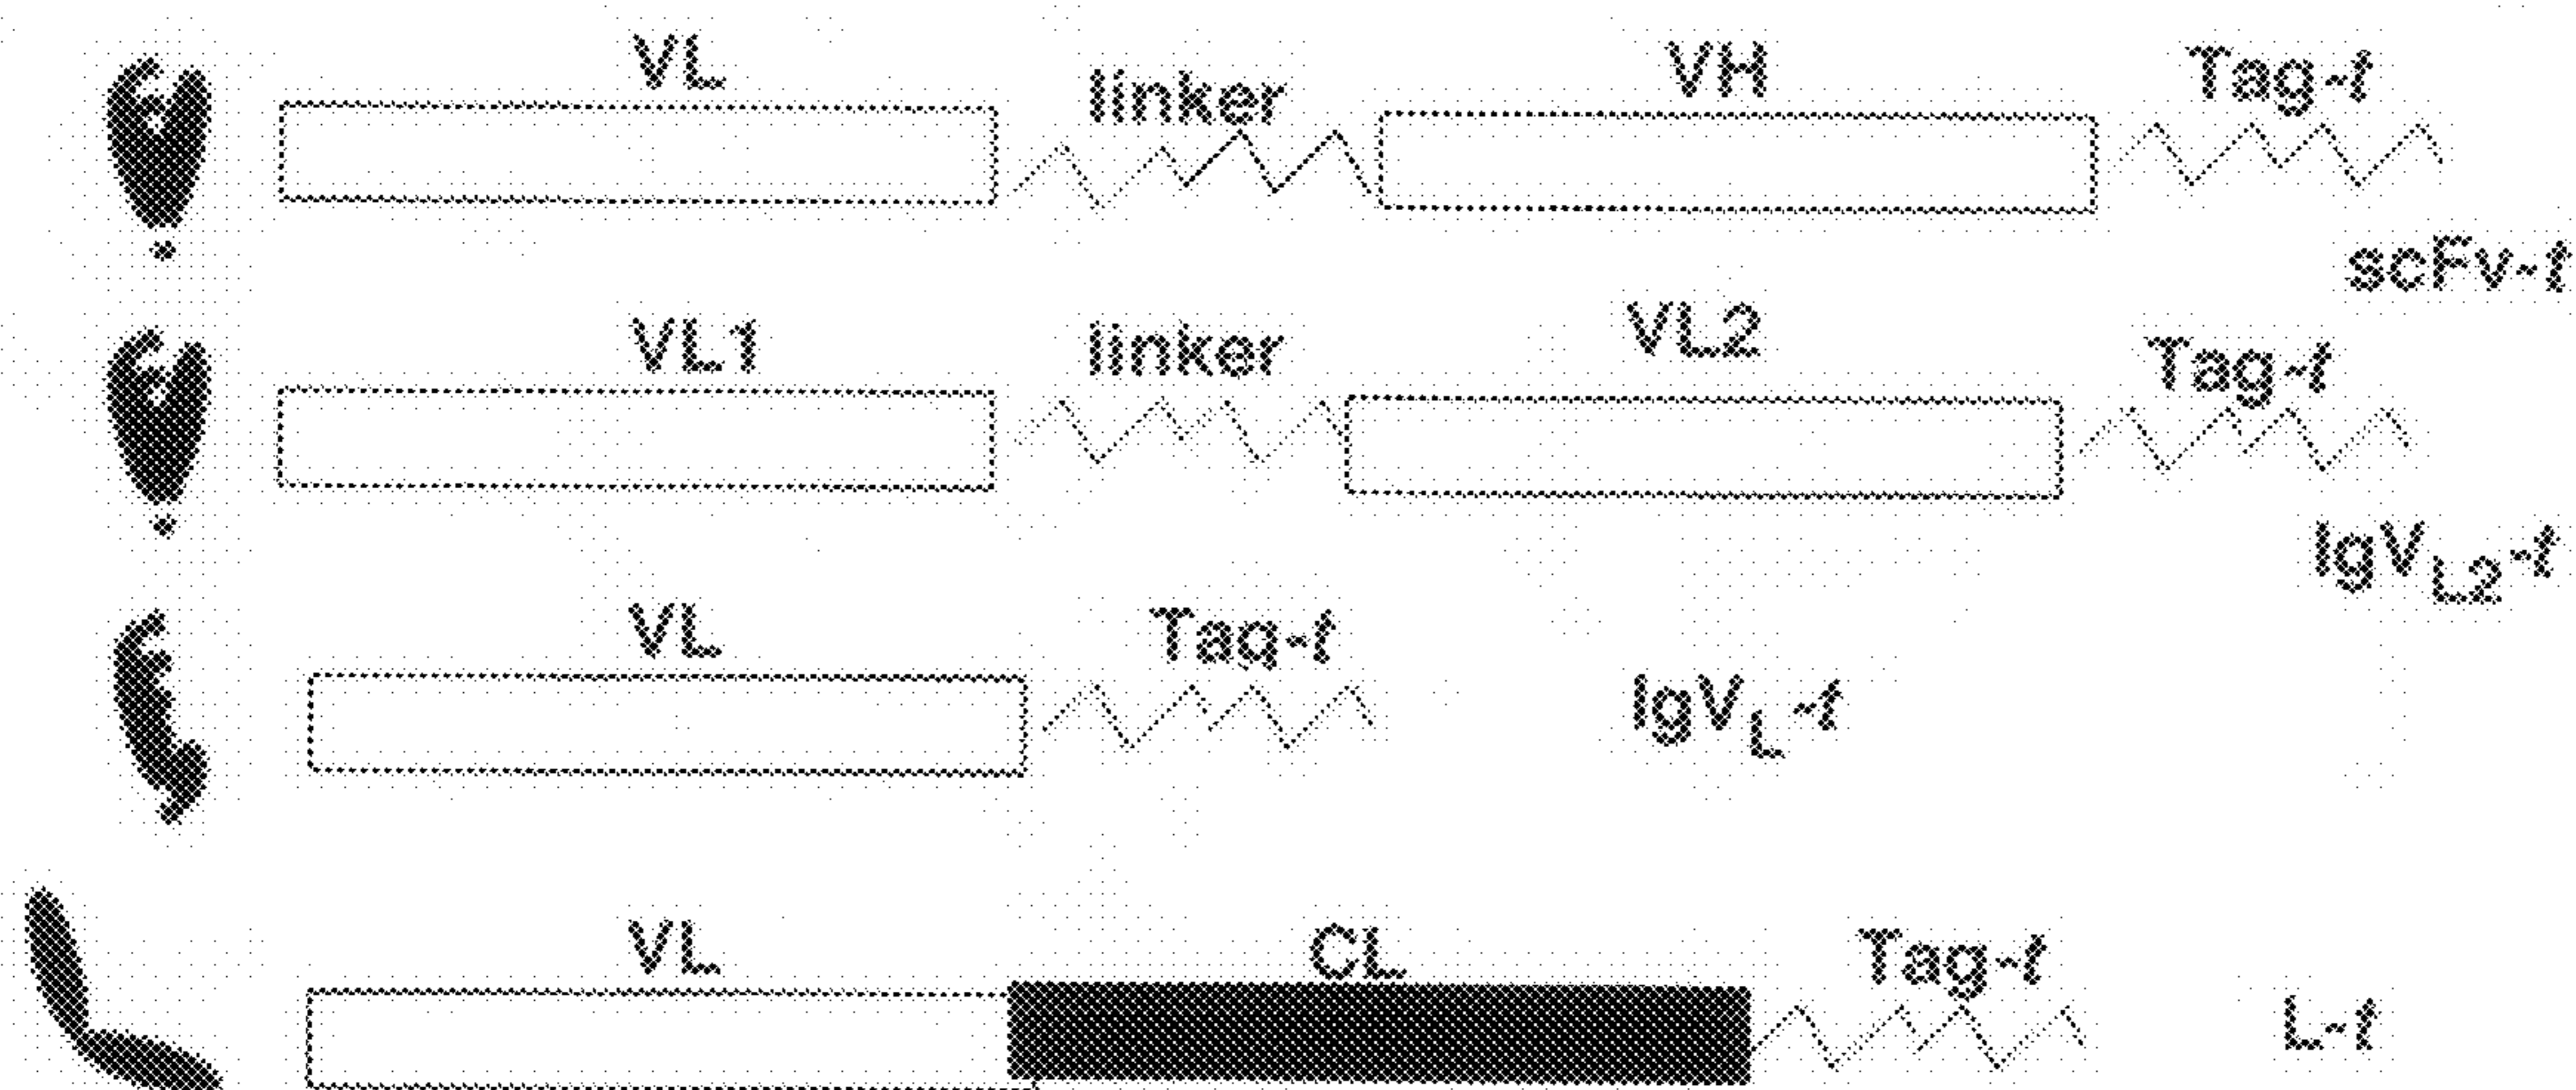 VL linker VH Tag-t
scFv-t
VL1 linker VL2 Tag-t
IgVL2-t
VL Tag-t
IgVL-t
VL CL Tag-t
L-t